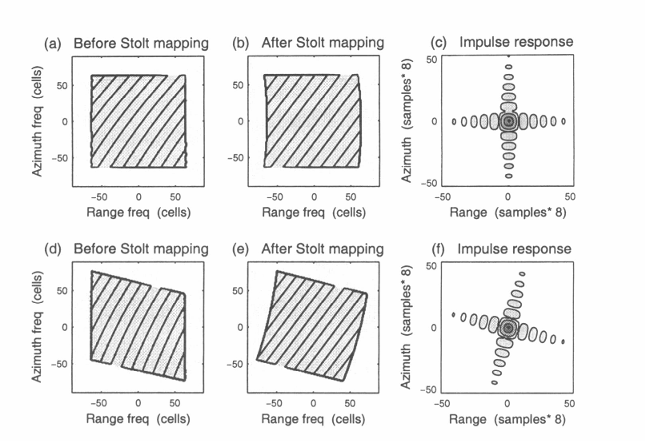 (a) Before Stolt mapping
(b) After Stolt mapping
(c) Impulse response
Azimuth freq (cells)
50
0
−50
−50 0 50
Range freq (cells)
50
0
−50
−50 0 50
Range freq (cells)
Azimuth (samples* 8)
50
0
−50
0 50
Range (samples* 8)
(d) Before Stolt mapping
(e) After Stolt mapping
(f) Impulse response
Azimuth freq (cells)
50
0
−50
−50 0 50
Range freq (cells)
50
0
−50
−50 0 50
Range freq (cells)
Azimuth (samples* 8)
50
0
−50
0 50
Range (samples* 8)